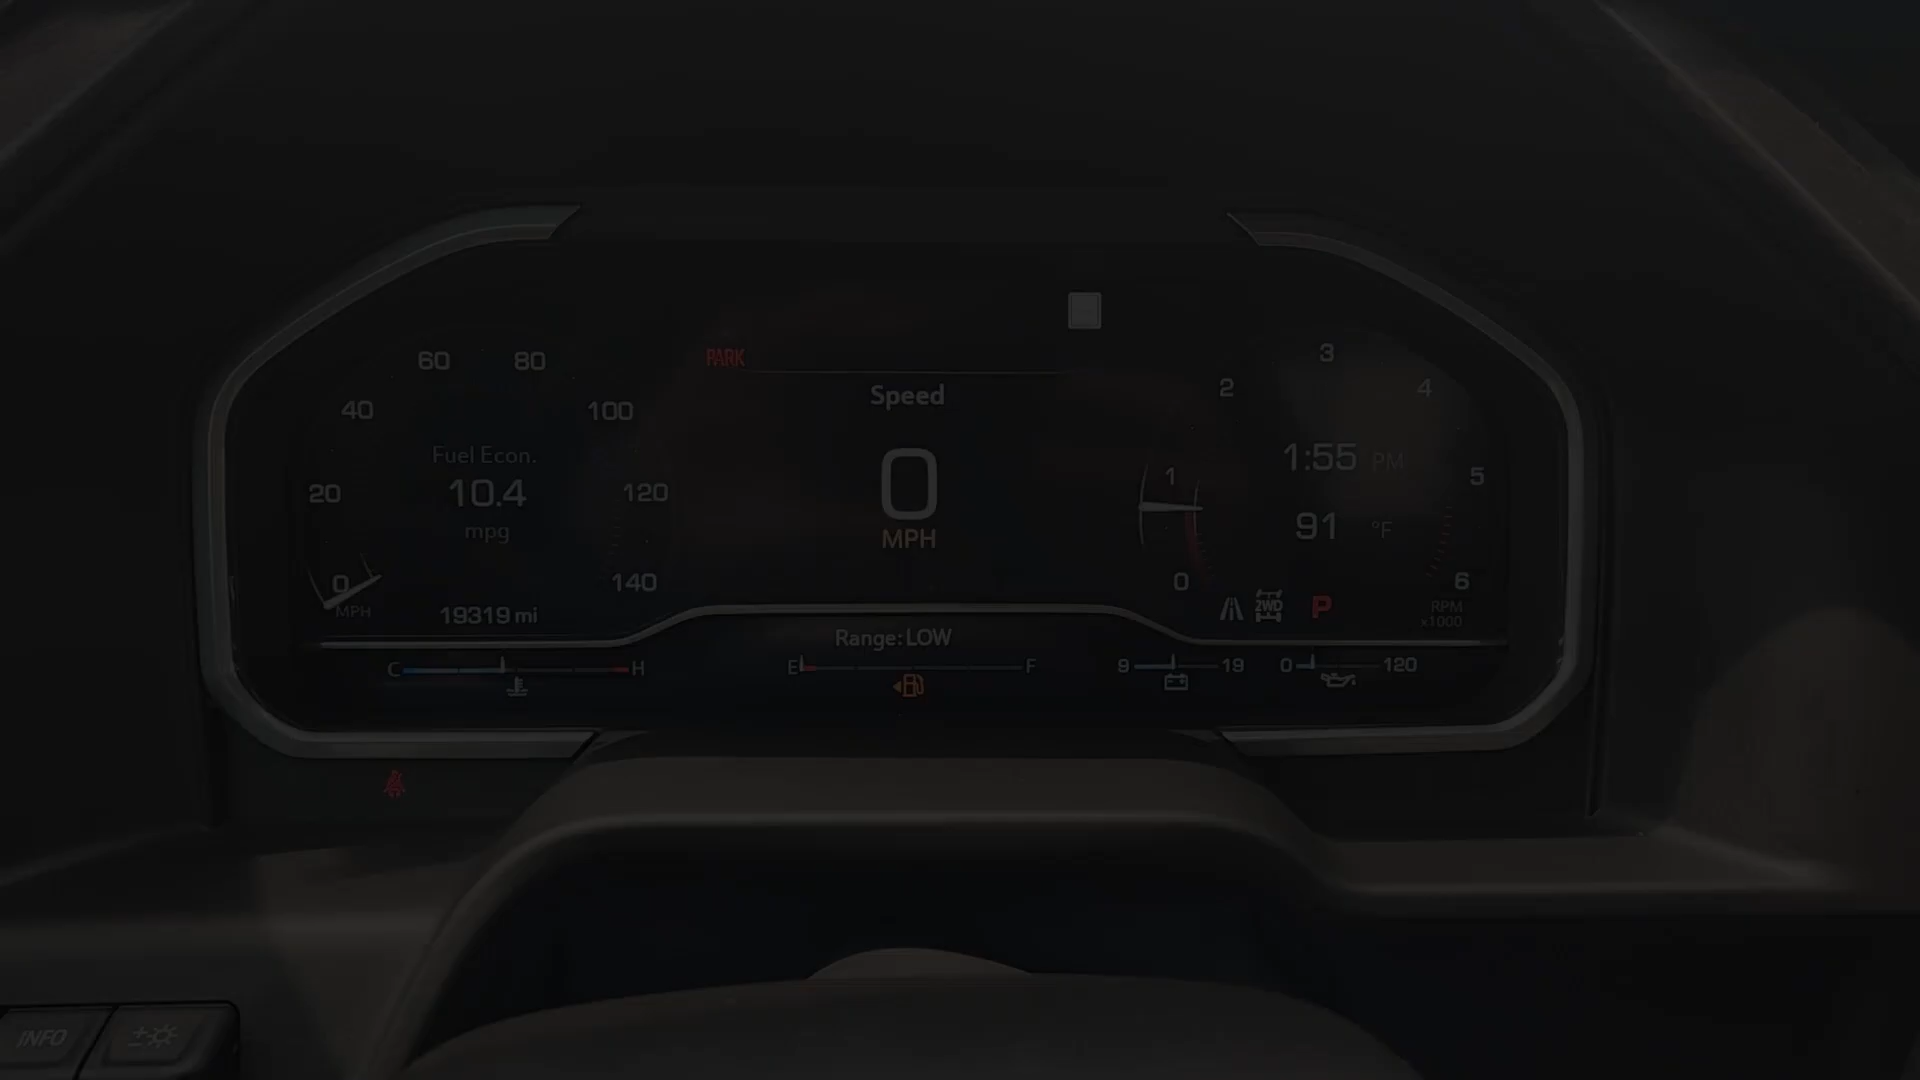 60
80
40
100
Fuel Econ.
20
10.4
120
mpg
0
MPH
140
19319 mi
PARK
Speed
0
MPH
3
2
4
1:55 PM
1
5
91 °F
0
2WD
P
6
RPM
x1000
Range: LOW
C
H
E
F
9
19
0
120
INFO